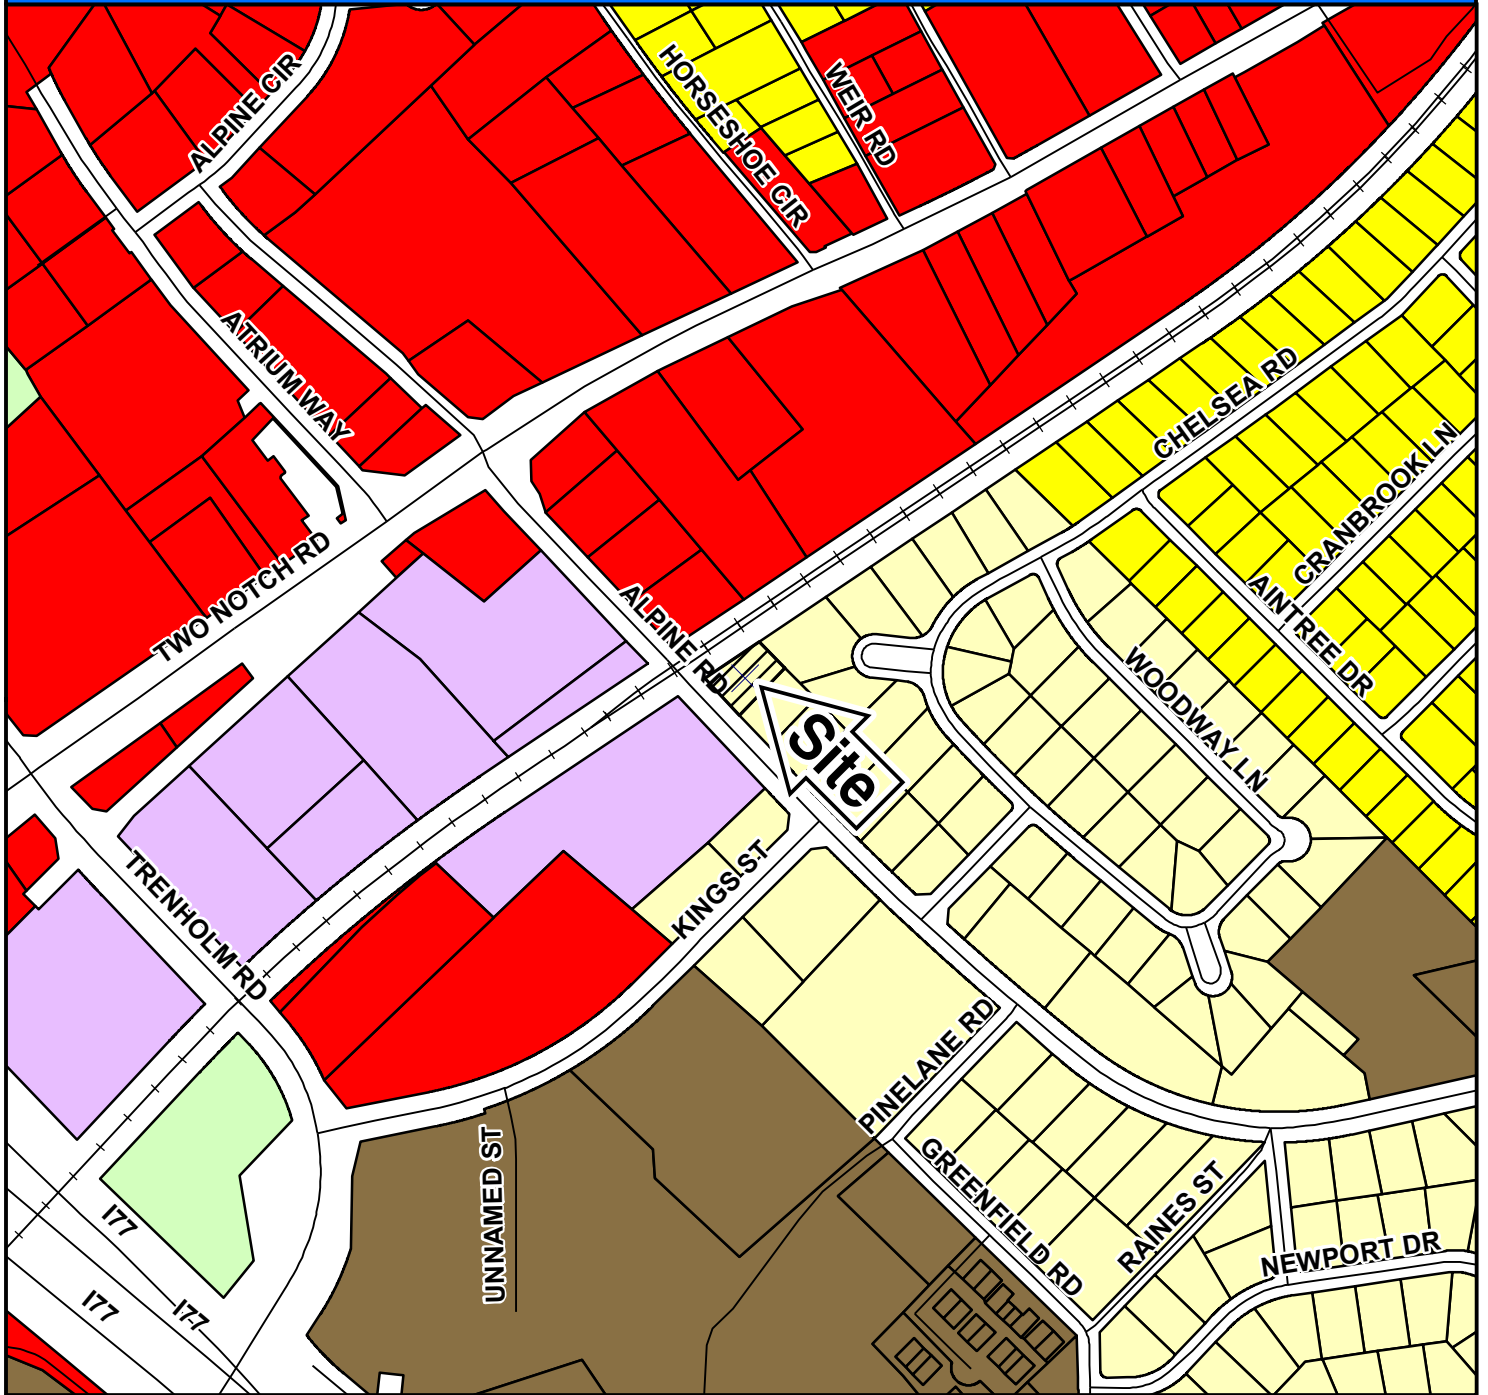 ALPINE CIR
HORSESHOE CIR
WEIR RD
ATRIUM WAY
CHELSEA RD
CRANBROOK LN
TWO NOTCH RD
ALPINE RD
AINTREE DR
WOODWAY LN
Site
TRENHOLM RD
KINGS ST
PINELANE RD
UNNAMED ST
GREENFIELD RD
RAINES ST
NEWPORT DR
I77
I77
I77